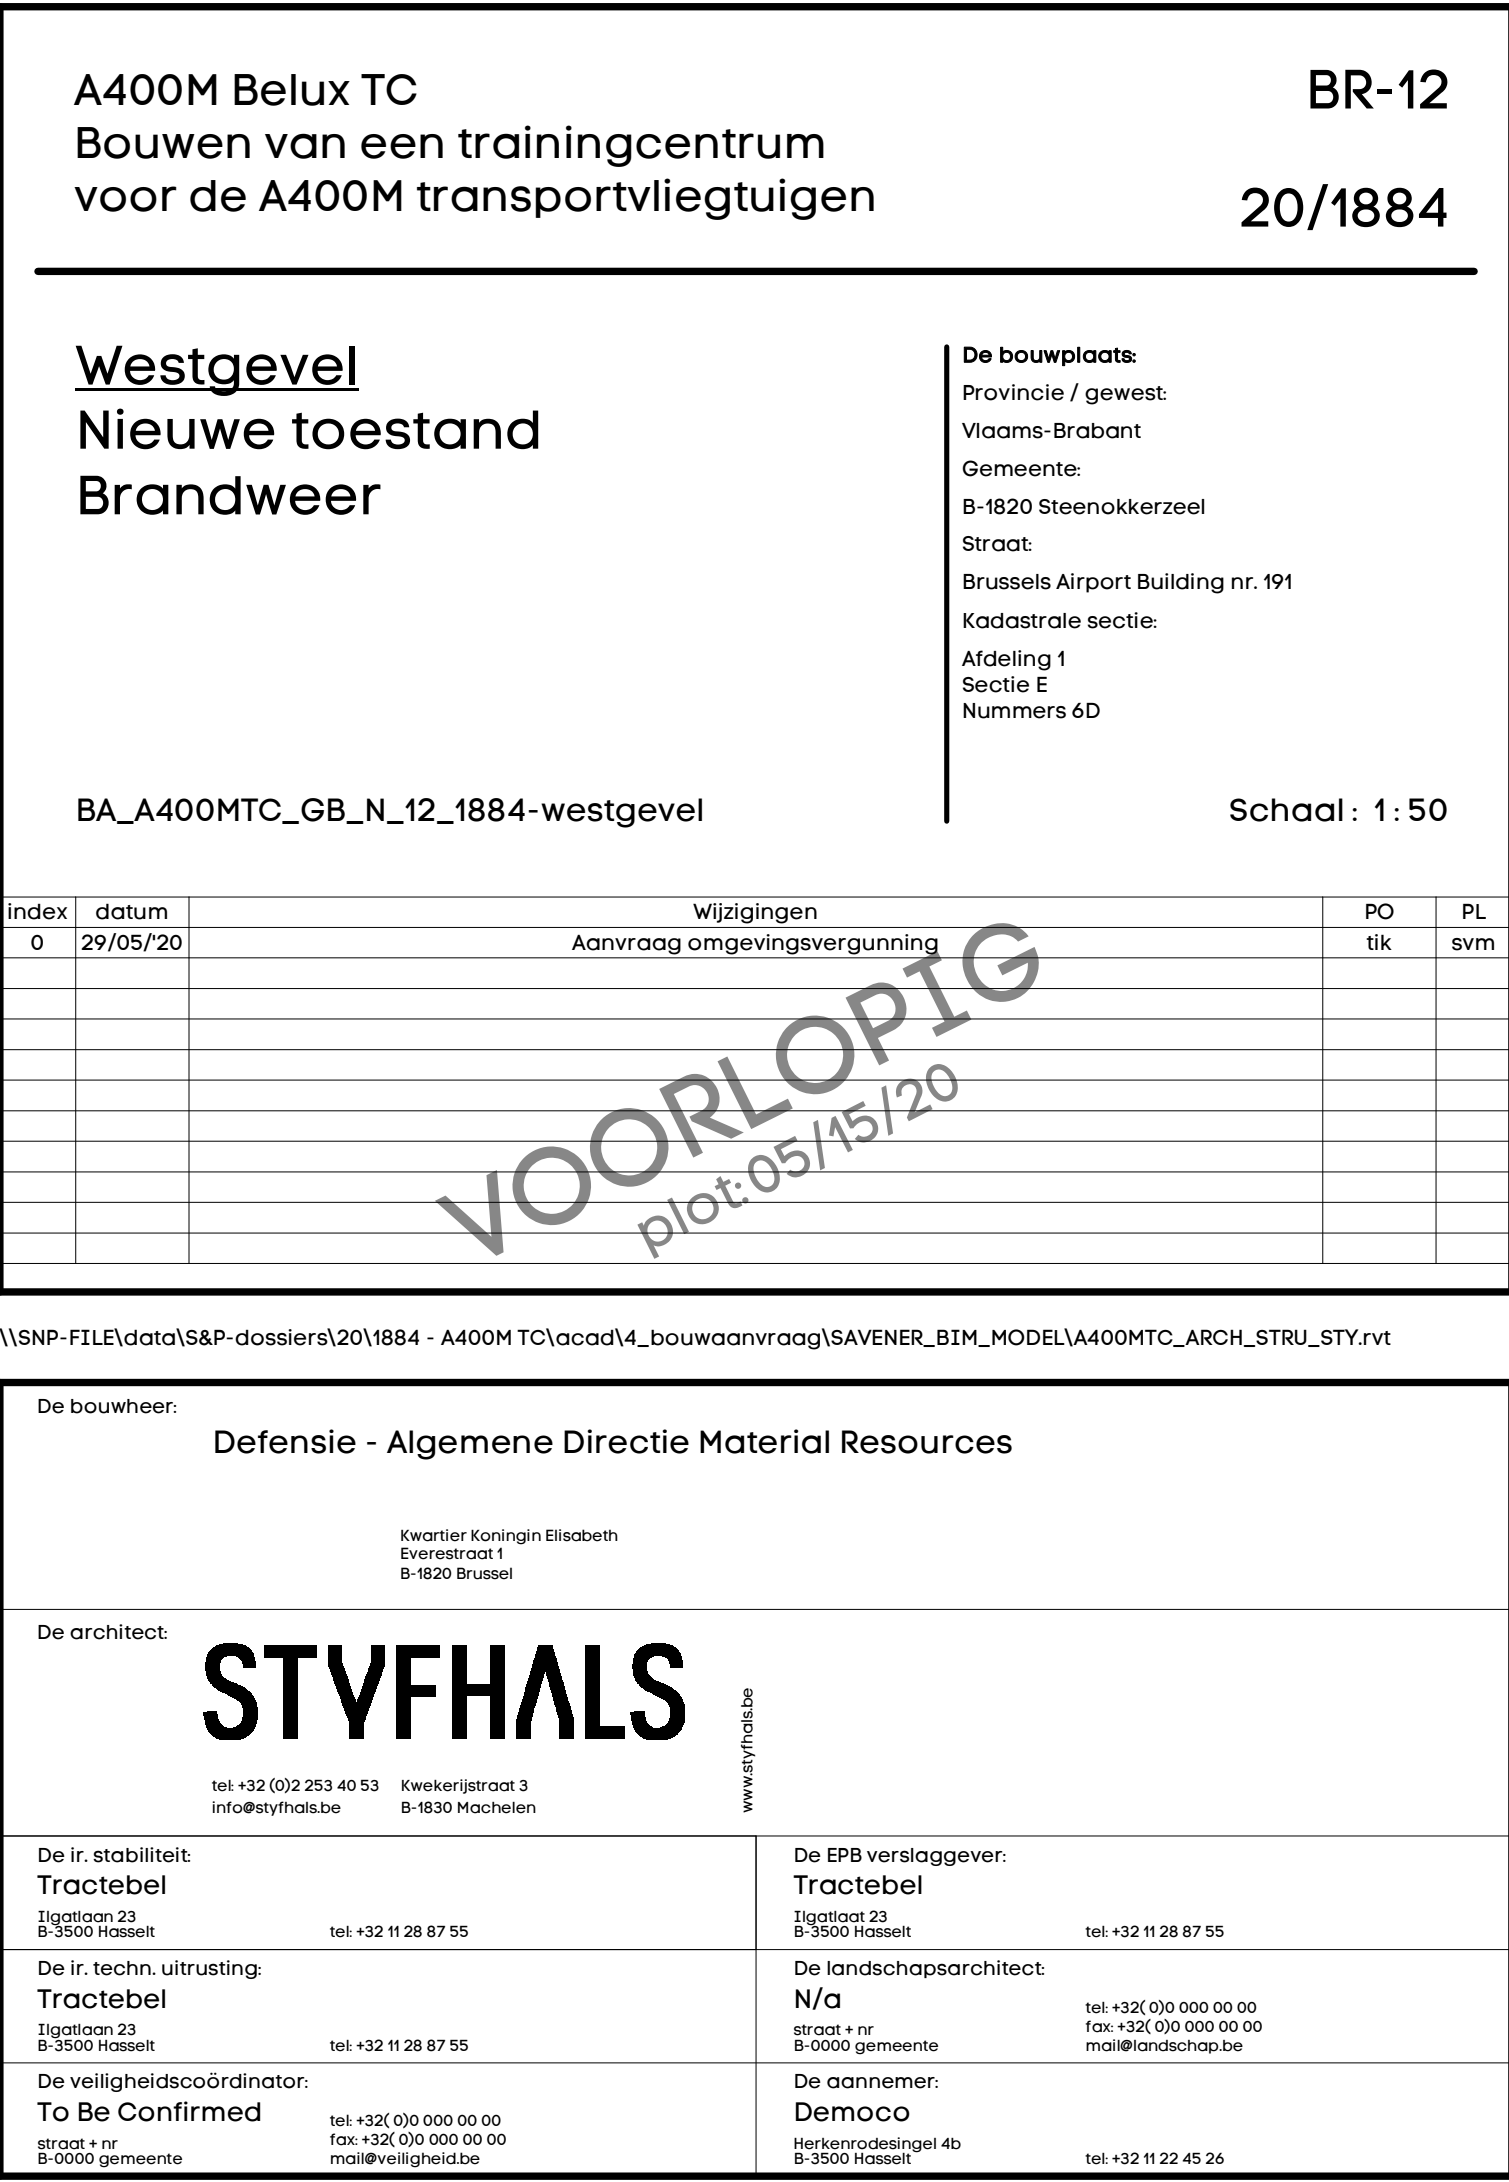 A400M Belux TC
Bouwen van een trainingcentrum
voor de A400M transportvliegtuigen
BR-12
20/1884
Westgevel
Nieuwe toestand
Brandweer
De bouwplaats:
Provincie / gewest:
Vlaams-Brabant
Gemeente:
B-1820 Steenokkerzeel
Straat:
Brussels Airport Building nr. 191
Kadastrale sectie:
Afdeling 1
Sectie E
Nummers 6D
BA_A400MTC_GB_N_12_1884-westgevel
Schaal : 1 : 50
index datum Wijzigingen PO PL
0 29/05/'20 Aanvraag omgevingsvergunning tik svm
VOORLOPIG
plot: 05/15/20
\\SNP-FILE\data\S&P-dossiers\20\1884 - A400M TC\acad\4_bouwaanvraag\SAVENER_BIM_MODEL\A400MTC_ARCH_STRU_STY.rvt
De bouwheer:
Defensie - Algemene Directie Material Resources
Kwartier Koningin Elisabeth
Everestraat 1
B-1820 Brussel
De architect:
STYFHALS
www.styfhals.be
tel: +32 (0)2 253 40 53 Kwekerijstraat 3
info@styfhals.be B-1830 Machelen
De ir. stabiliteit:
Tractebel
Ilgatlaan 23
B-3500 Hasselt tel: +32 11 28 87 55
De EPB verslaggever:
Tractebel
Ilgatlaat 23
B-3500 Hasselt tel: +32 11 28 87 55
De ir. techn. uitrusting:
Tractebel
Ilgatlaan 23
B-3500 Hasselt tel: +32 11 28 87 55
De landschapsarchitect:
N/a
straat + nr
B-0000 gemeente
tel: +32( 0)0 000 00 00
fax: +32( 0)0 000 00 00
mail@landschap.be
De veiligheidscoördinator:
To Be Confirmed
straat + nr
B-0000 gemeente
tel: +32( 0)0 000 00 00
fax: +32( 0)0 000 00 00
mail@veiligheid.be
De aannemer:
Democo
Herkenrodesingel 4b
B-3500 Hasselt tel: +32 11 22 45 26